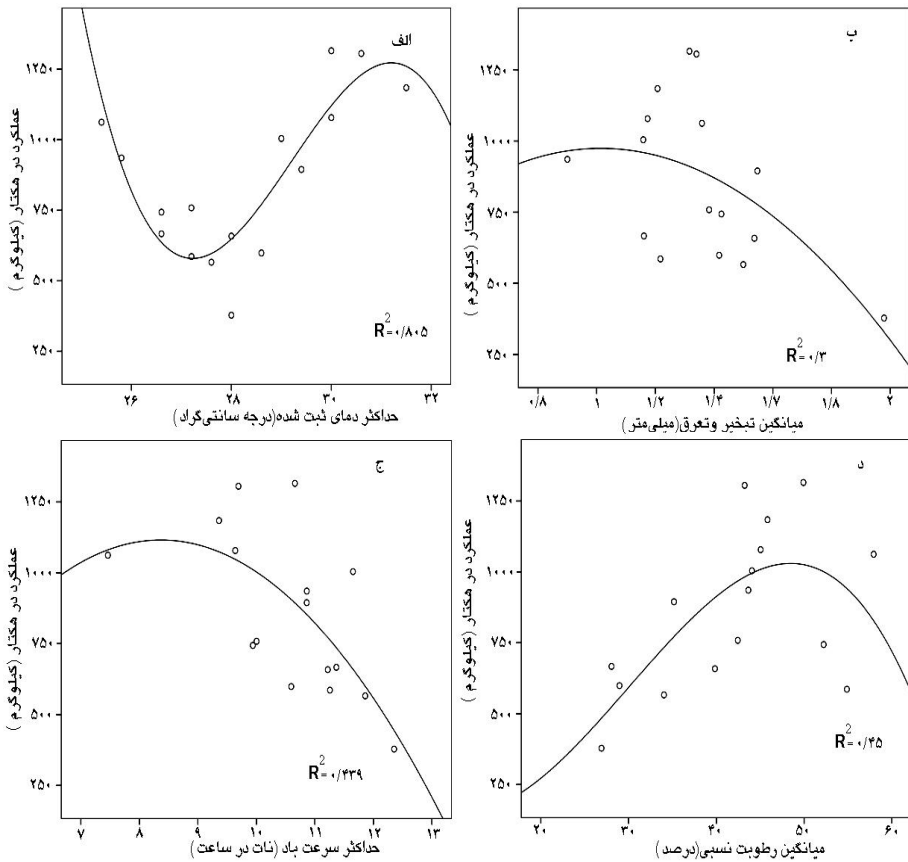 الف
عملکرد در هکتار (کیلوگرم )
۱۲۵۰
۱۰۰۰
۷۵۰
۵۰۰
۲۵۰
R²=۰/۸۰۵
۲۶ ۲۸ ۳۰ ۳۲
حداکثر دمای ثبت شده(درجه سانتی‌گراد)
ب
عملکرد در هکتار (کیلوگرم )
۱۲۵۰
۱۰۰۰
۷۵۰
۵۰۰
۲۵۰
R²=۰/۳
۰/۸ ۱ ۱/۲ ۱/۴ ۱/۷ ۱/۸ ۲
میانگین تبخیر وتعرق(میلی‌متر)
ج
عملکرد در هکتار (کیلوگرم )
۱۲۵۰
۱۰۰۰
۷۵۰
۵۰۰
۲۵۰
R²=۰/۴۳۹
۷ ۸ ۹ ۱۰ ۱۱ ۱۲ ۱۳
حداکثر سرعت باد (نات در ساعت)
د
عملکرد در هکتار (کیلوگرم )
۱۲۵۰
۱۰۰۰
۷۵۰
۵۰۰
۲۵۰
R²=۰/۴۵
۲۰ ۳۰ ۴۰ ۵۰ ۶۰
میانگین رطوبت نسبی(درصد)